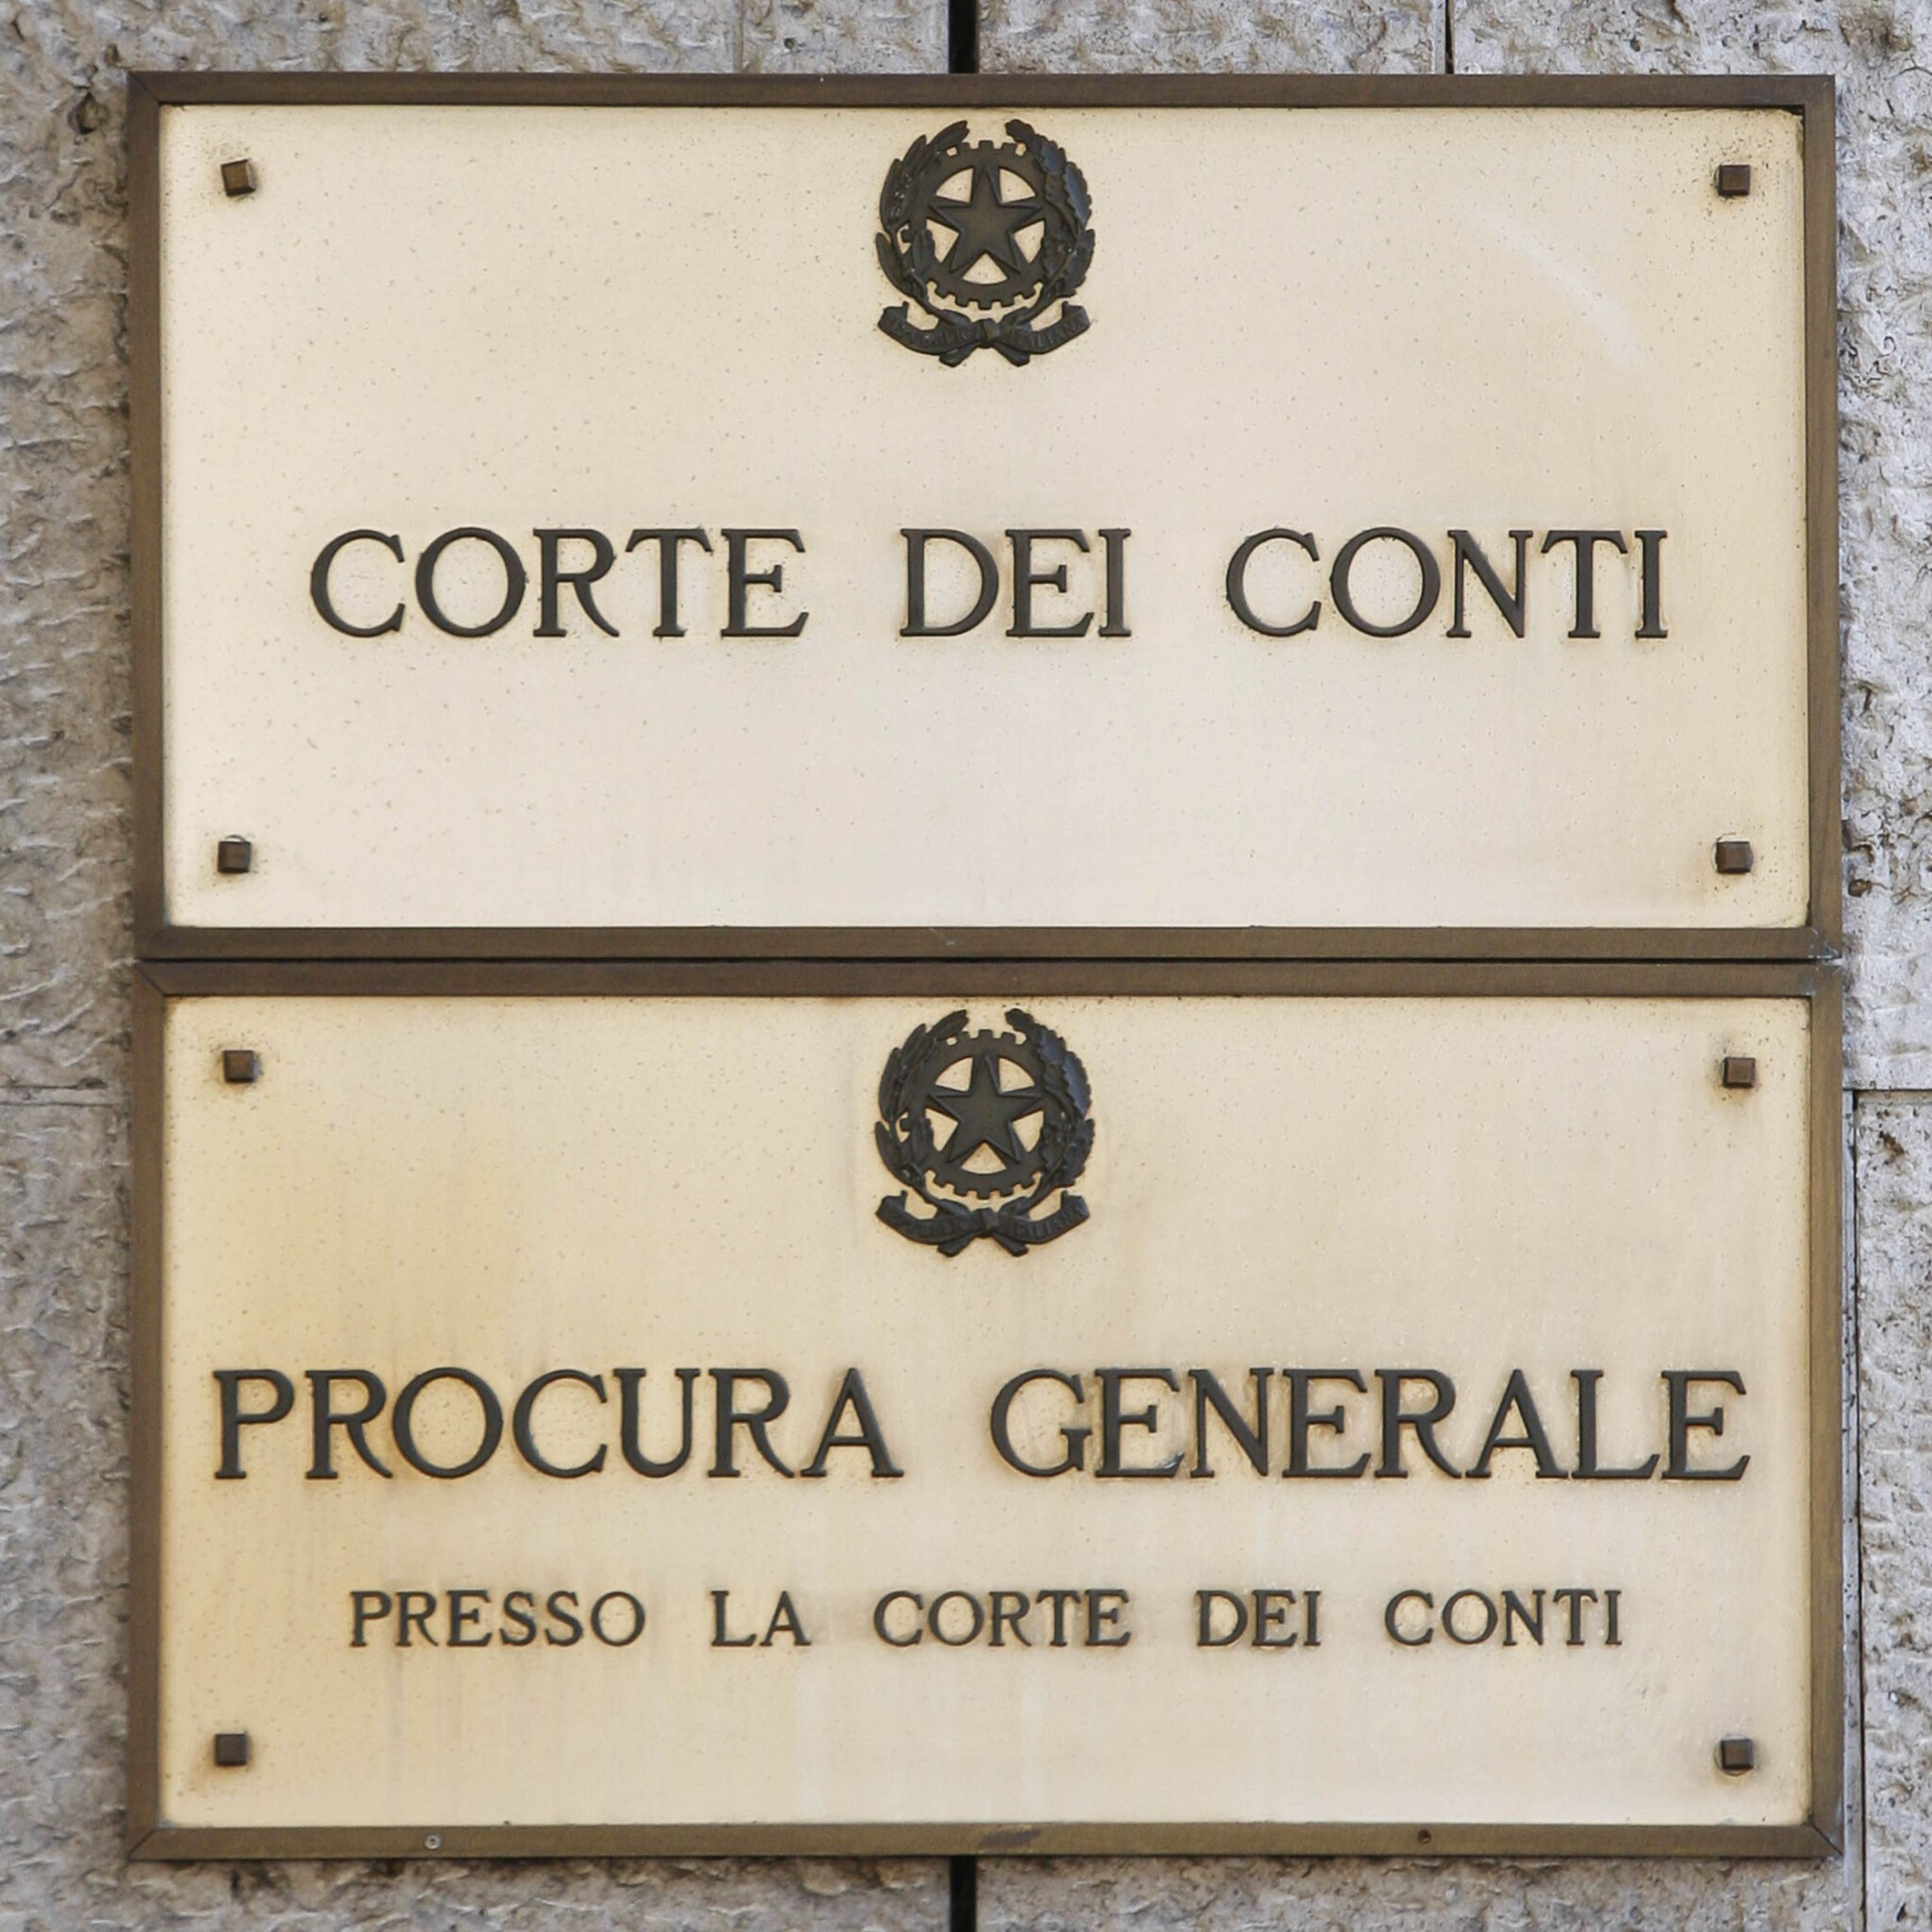 CORTE DEI CONTI
PROCURA GENERALE
PRESSO LA CORTE DEI CONTI